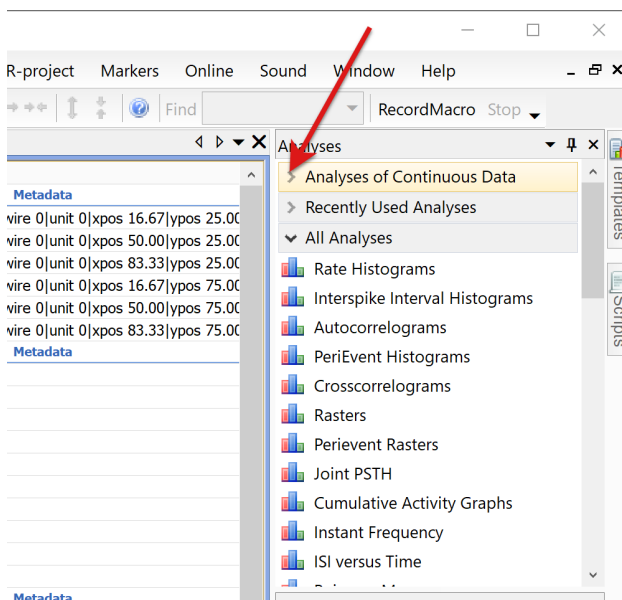 R-project Markers Online Sound Window Help
Find RecordMacro Stop
Analyses
Analyses of Continuous Data
Metadata
wire 0|unit 0|xpos 16.67|ypos 25.00
wire 0|unit 0|xpos 50.00|ypos 25.00
wire 0|unit 0|xpos 83.33|ypos 25.00
wire 0|unit 0|xpos 16.67|ypos 75.00
wire 0|unit 0|xpos 50.00|ypos 75.00
wire 0|unit 0|xpos 83.33|ypos 75.00
Metadata
Metadata
Recently Used Analyses
All Analyses
Rate Histograms
Interspike Interval Histograms
Autocorrelograms
PeriEvent Histograms
Crosscorrelograms
Rasters
Perievent Rasters
Joint PSTH
Cumulative Activity Graphs
Instant Frequency
ISI versus Time
Templates
Scripts